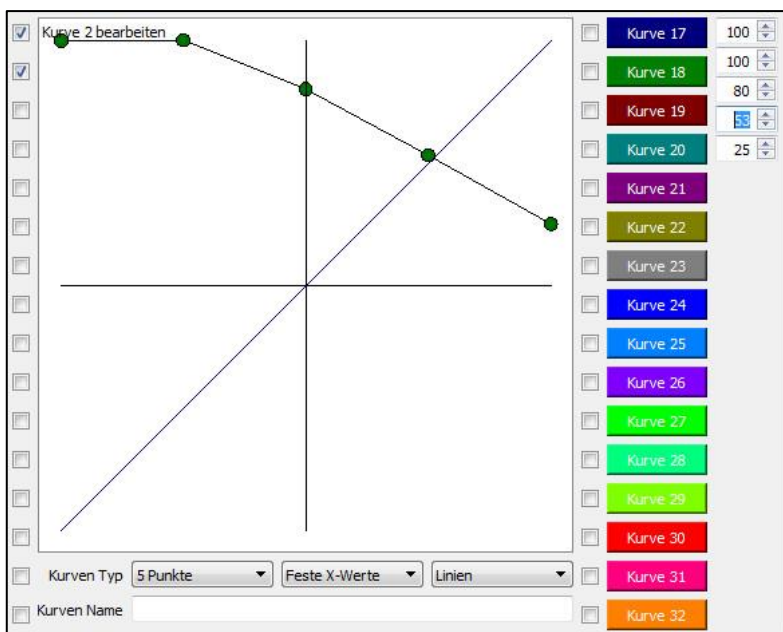 Kurve 2 bearbeiten
Kurve 17 100
Kurve 18 100
80
Kurve 19
53
Kurve 20 25
Kurve 21
Kurve 22
Kurve 23
Kurve 24
Kurve 25
Kurve 26
Kurve 27
Kurve 28
Kurve 29
Kurve 30
Kurven Typ 5 Punkte Feste X-Werte Linien Kurve 31
Kurven Name Kurve 32